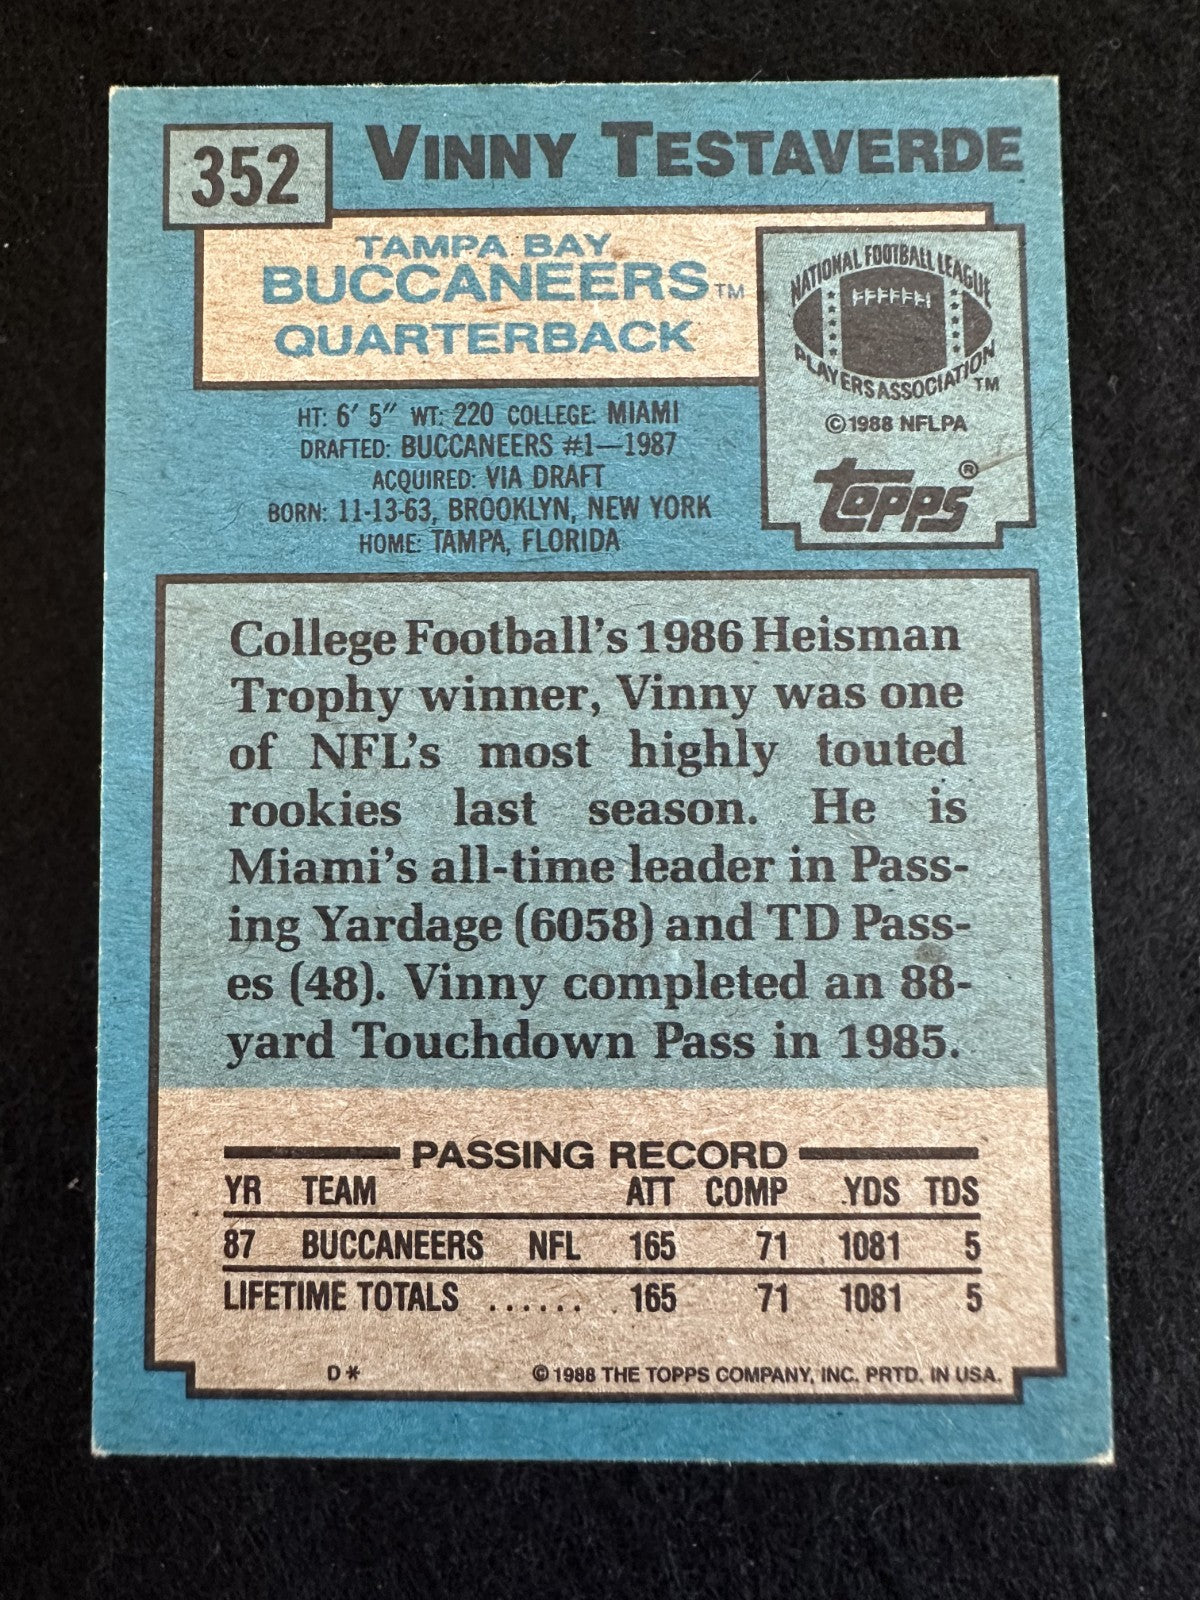 352
VINNY TESTAVERDE
TAMPA BAY
BUCCANEERS™
QUARTERBACK
NATIONAL FOOTBALL LEAGUE
PLAYERS ASSOCIATION™
©1988 NFLPA
topps®
HT: 6' 5" WT: 220 COLLEGE: MIAMI
DRAFTED: BUCCANEERS #1—1987
ACQUIRED: VIA DRAFT
BORN: 11-13-63, BROOKLYN, NEW YORK
HOME: TAMPA, FLORIDA
College Football's 1986 Heisman
Trophy winner, Vinny was one
of NFL's most highly touted
rookies last season. He is
Miami's all-time leader in Pass-
ing Yardage (6058) and TD Pass-
es (48). Vinny completed an 88-
yard Touchdown Pass in 1985.
PASSING RECORD
YR TEAM ATT COMP YDS TDS
87 BUCCANEERS NFL 165 71 1081 5
LIFETIME TOTALS ...... 165 71 1081 5
D* © 1988 THE TOPPS COMPANY, INC. PRTD. IN USA.